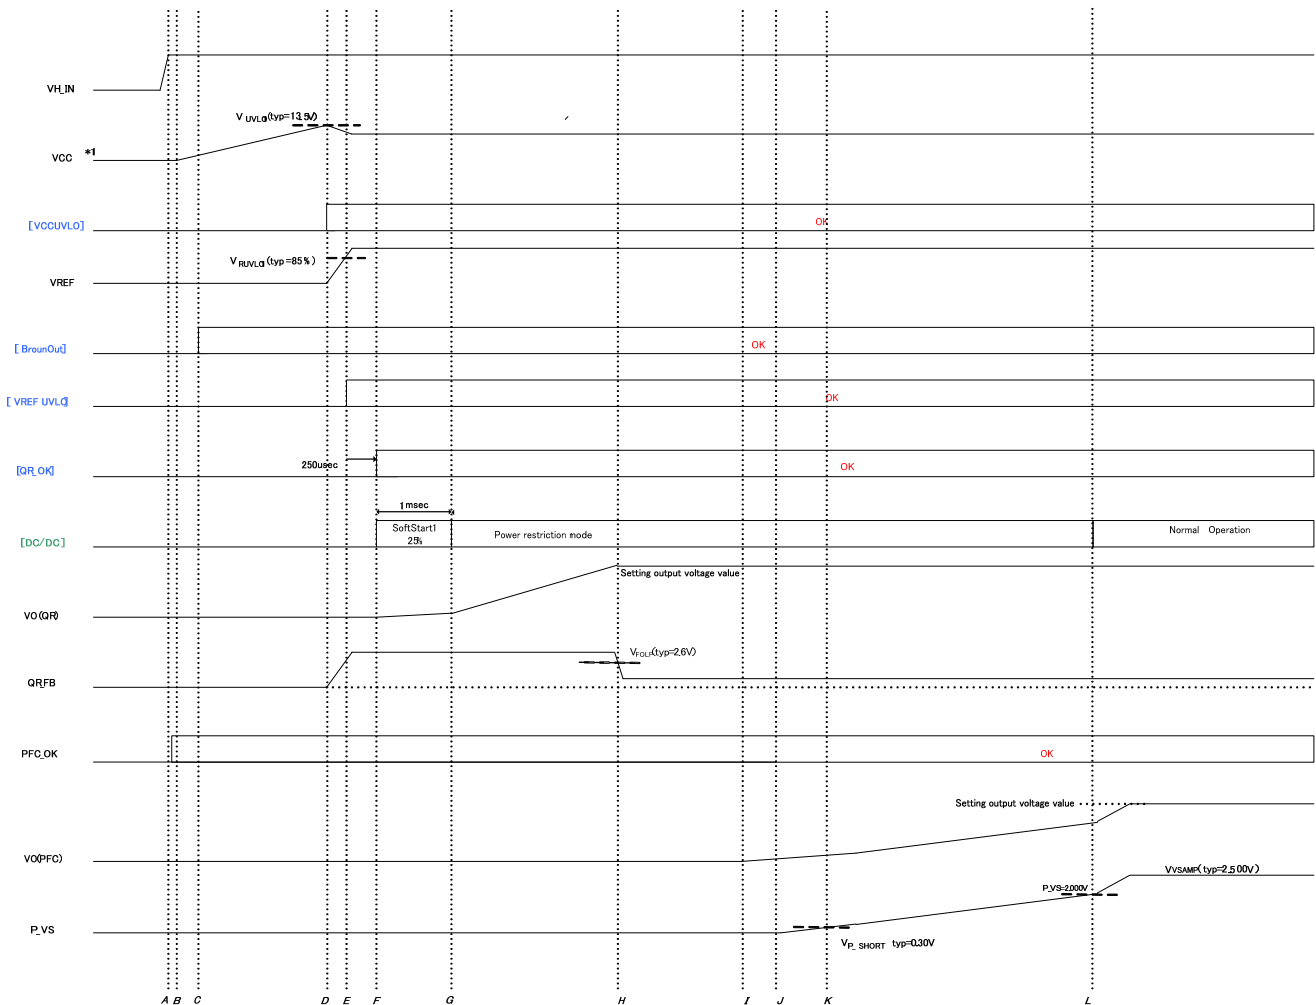 VH_IN
V UVLO (typ=13.5V)
VCC *1
[VCCUVLO]
OK
V RUVLO (typ=85%)
VREF
[BrounOut]
OK
[VREF UVLO]
OK
[QR_OK]
250usec
OK
1msec
[DC/DC]
SoftStart1
25%
Power restriction mode
Normal Operation
Setting output voltage value
VO(QR)
VFOLP(typ=2.6V)
QR_FB
PFC_OK
OK
Setting output voltage value
VO(PFC)
VVSAMP(typ=2.500V)
P_VS=2.000V
P_VS
VP_SHORT typ=0.30V
A B C D E F G H I J K L